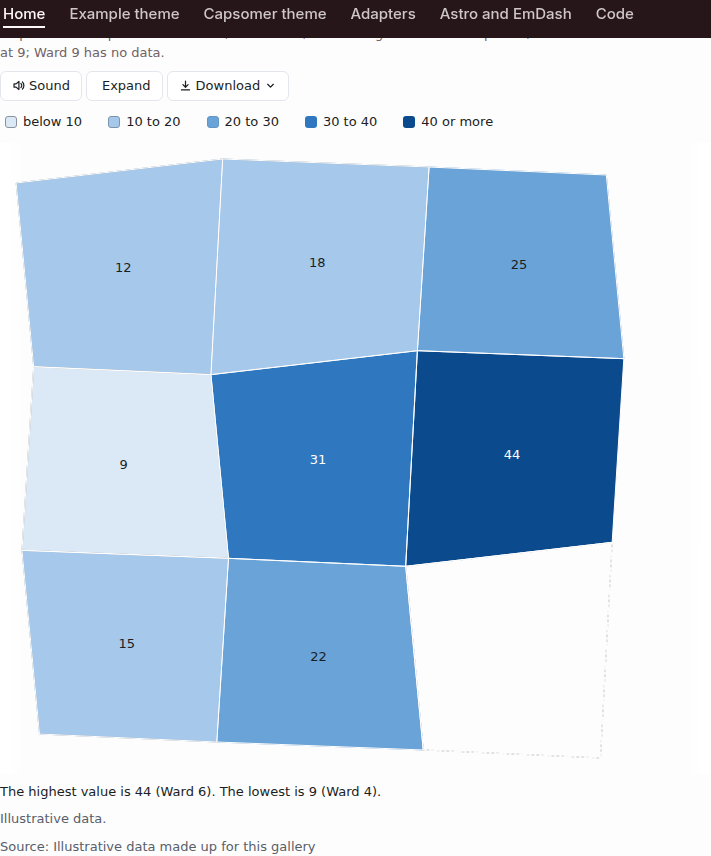 Home Example theme Capsomer theme Adapters Astro and EmDash Code
at 9; Ward 9 has no data.
Sound Expand Download
below 10 10 to 20 20 to 30 30 to 40 40 or more
12 18 25
9 31 44
15 22
The highest value is 44 (Ward 6). The lowest is 9 (Ward 4).
Illustrative data.
Source: Illustrative data made up for this gallery